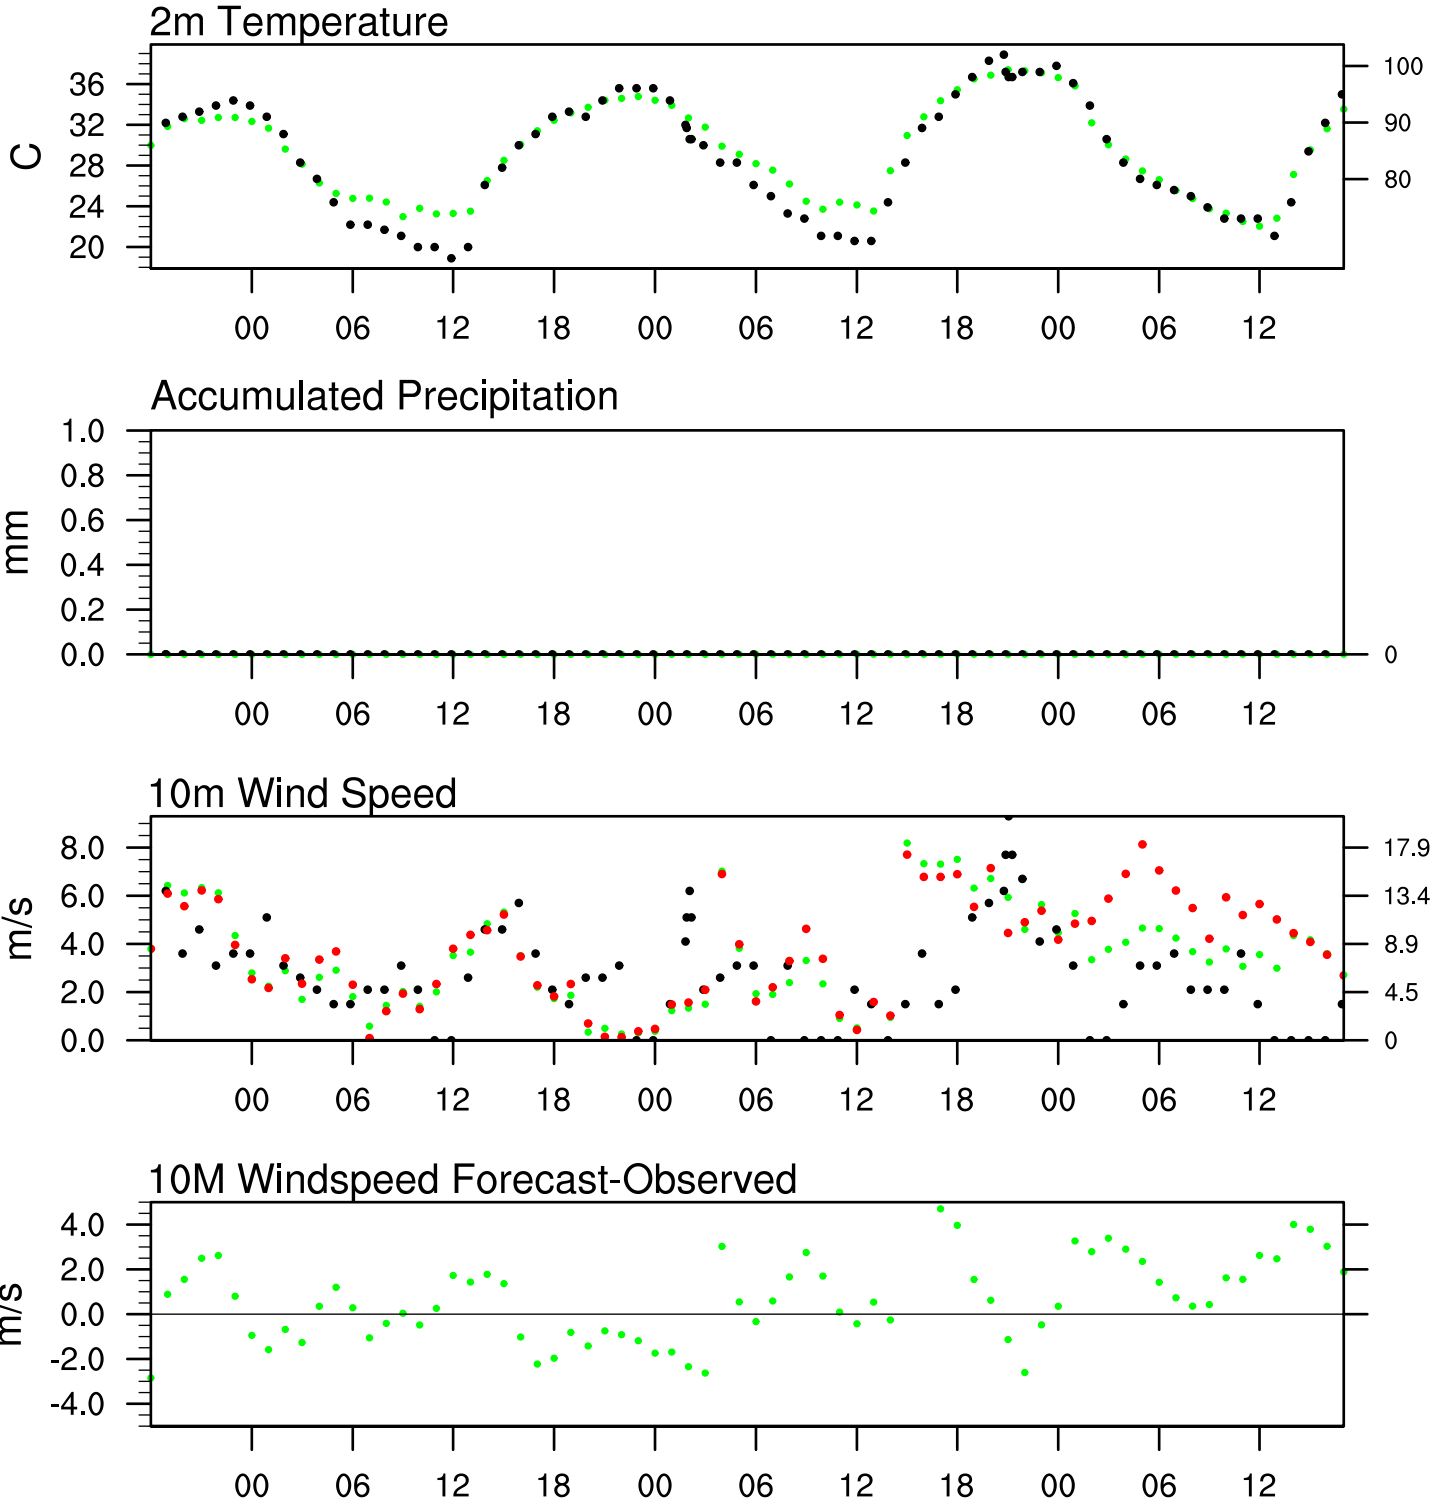 2m Temperature
C
36
32
28
24
20
100
90
80
00 06 12 18 00 06 12 18 00 06 12
Accumulated Precipitation
mm
1.0
0.8
0.6
0.4
0.2
0.0
0
00 06 12 18 00 06 12 18 00 06 12
10m Wind Speed
m/s
8.0
6.0
4.0
2.0
0.0
17.9
13.4
8.9
4.5
0
00 06 12 18 00 06 12 18 00 06 12
10M Windspeed Forecast-Observed
m/s
4.0
2.0
0.0
-2.0
-4.0
00 06 12 18 00 06 12 18 00 06 12